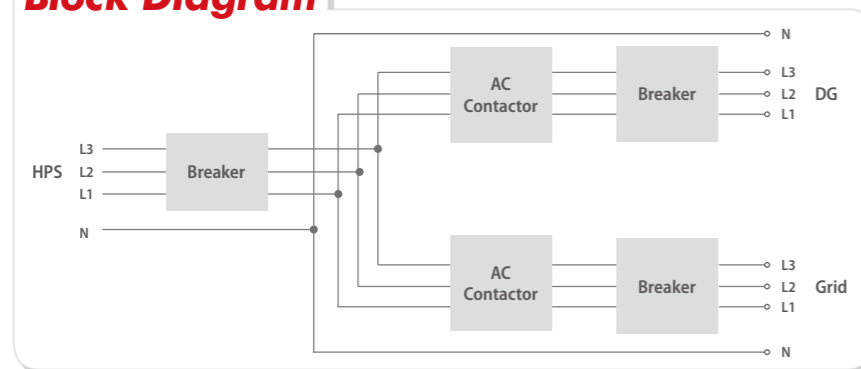 Block Diagram
N
L3
L2 DG
L1
AC
Contactor
Breaker
L3
HPS L2
L1
N
Breaker
AC
Contactor
Breaker
L3
L2 Grid
L1
N